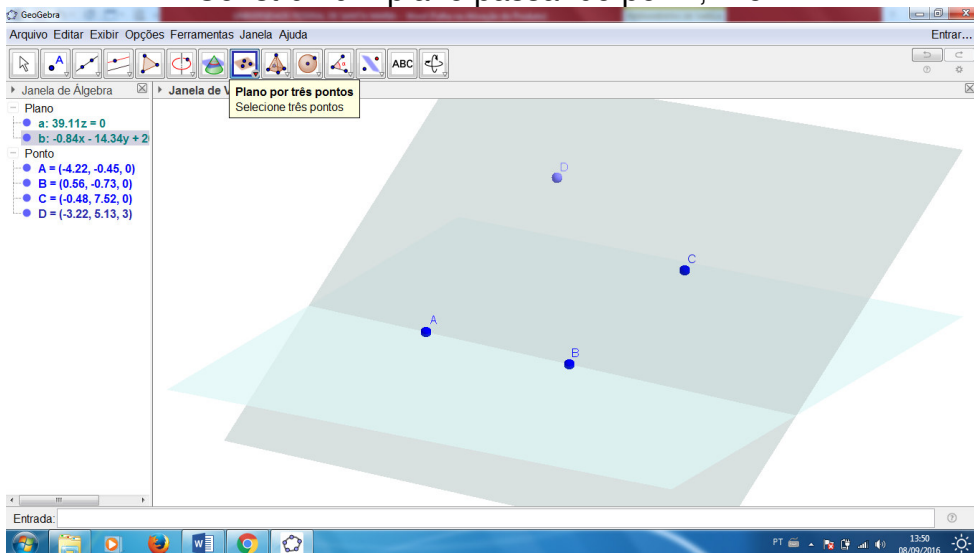 GeoGebra
Arquivo Editar Exibir Opções Ferramentas Janela Ajuda
Entrar...
A
ABC
Janela de Álgebra
Janela de V
Plano por três pontos
Selecione três pontos
Plano
a: 39.11z = 0
b: -0.84x - 14.34y + 2
Ponto
A = (-4.22, -0.45, 0)
B = (0.56, -0.73, 0)
C = (-0.48, 7.52, 0)
D = (-3.22, 5.13, 3)
D
C
A
B
Entrada:
PT
13:50
08/09/2016